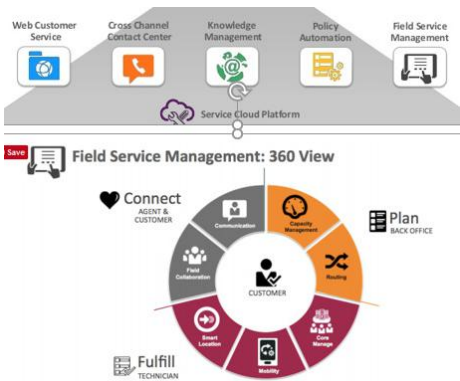 Web Customer
Service
Cross Channel
Contact Center
Knowledge
Management
Policy
Automation
Field Service
Management
Service Cloud Platform
Save
Field Service Management: 360 View
Connect
AGENT &
CUSTOMER
Plan
BACK OFFICE
Communication
Capacity
Management
Field
Collaboration
Routing
CUSTOMER
Smart
Location
Mobility
Core
Manage
Fulfill
TECHNICIAN